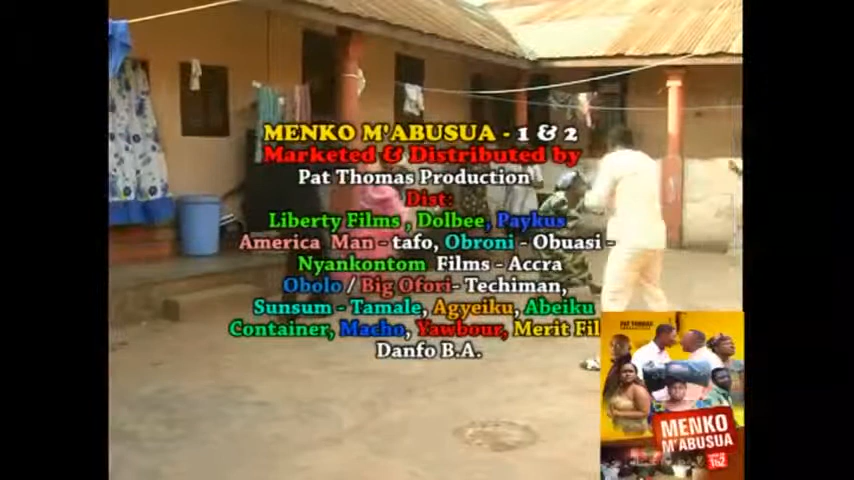 MENKO M'ABUSUA - 1 & 2
Marketed & Distributed by
Pat Thomas Production
Dist:
Liberty Films , Dolbee, Paykus
America Man - tafo, Obroni - Obuasi -
Nyankontom Films - Accra
Obolo / Big Ofori- Techiman,
Sunsum - Tamale, Agyeiku, Abeiku
Container, Macho, Yawbour, Merit Fil
Danfo B.A.
PAT THOMAS
MENKO
M'ABUSUA
1&2